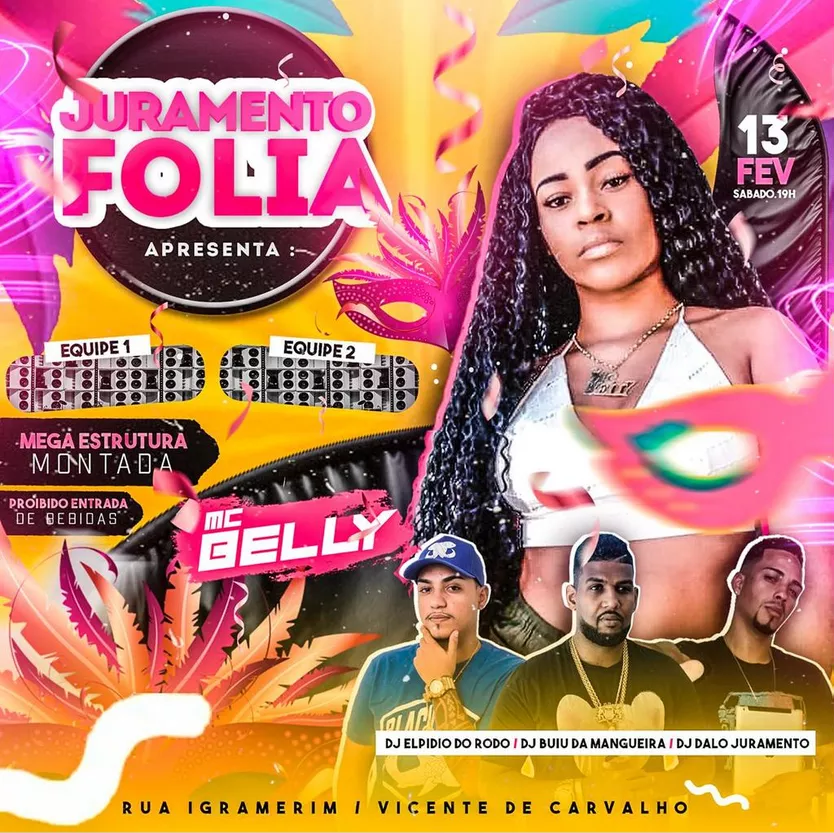 JURAMENTO
FOLIA
APRESENTA :
13
FEV
SABADO.19H
EQUIPE 1
EQUIPE 2
MEGA ESTRUTURA
MONTADA
PROIBIDO ENTRADA
DE BEBIDAS
MC
BELLY
BLACK
DJ ELPIDIO DO RODO / DJ BUIU DA MANGUEIRA / DJ DALO JURAMENTO
RUA IGRAMERIM / VICENTE DE CARVALHO